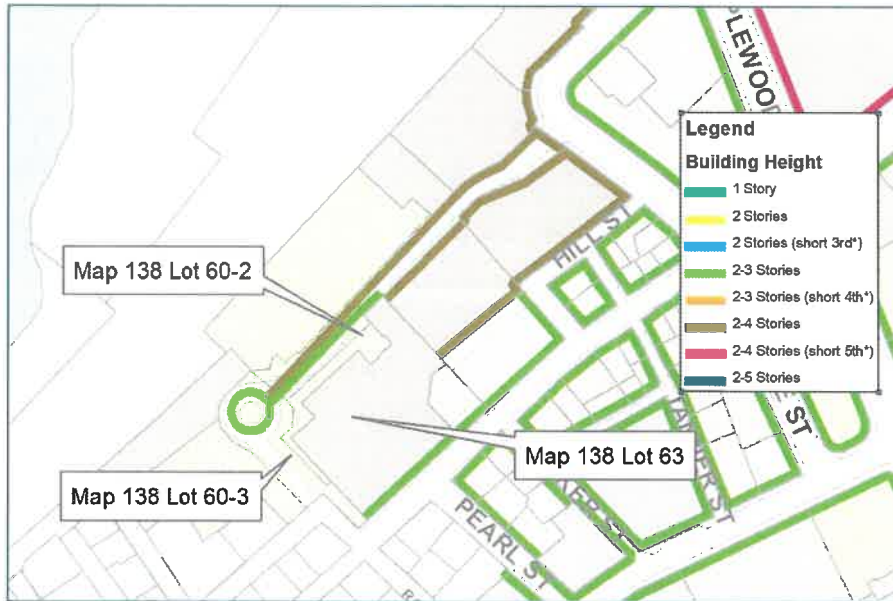 PLEWOOD
Legend
Building Height
1 Story
2 Stories
2 Stories (short 3rd*)
2-3 Stories
2-3 Stories (short 4th*)
2-4 Stories
2-4 Stories (short 5th*)
2-5 Stories
HILL ST
Map 138 Lot 60-2
E ST
Map 138 Lot 63
Map 138 Lot 60-3
PEARL ST